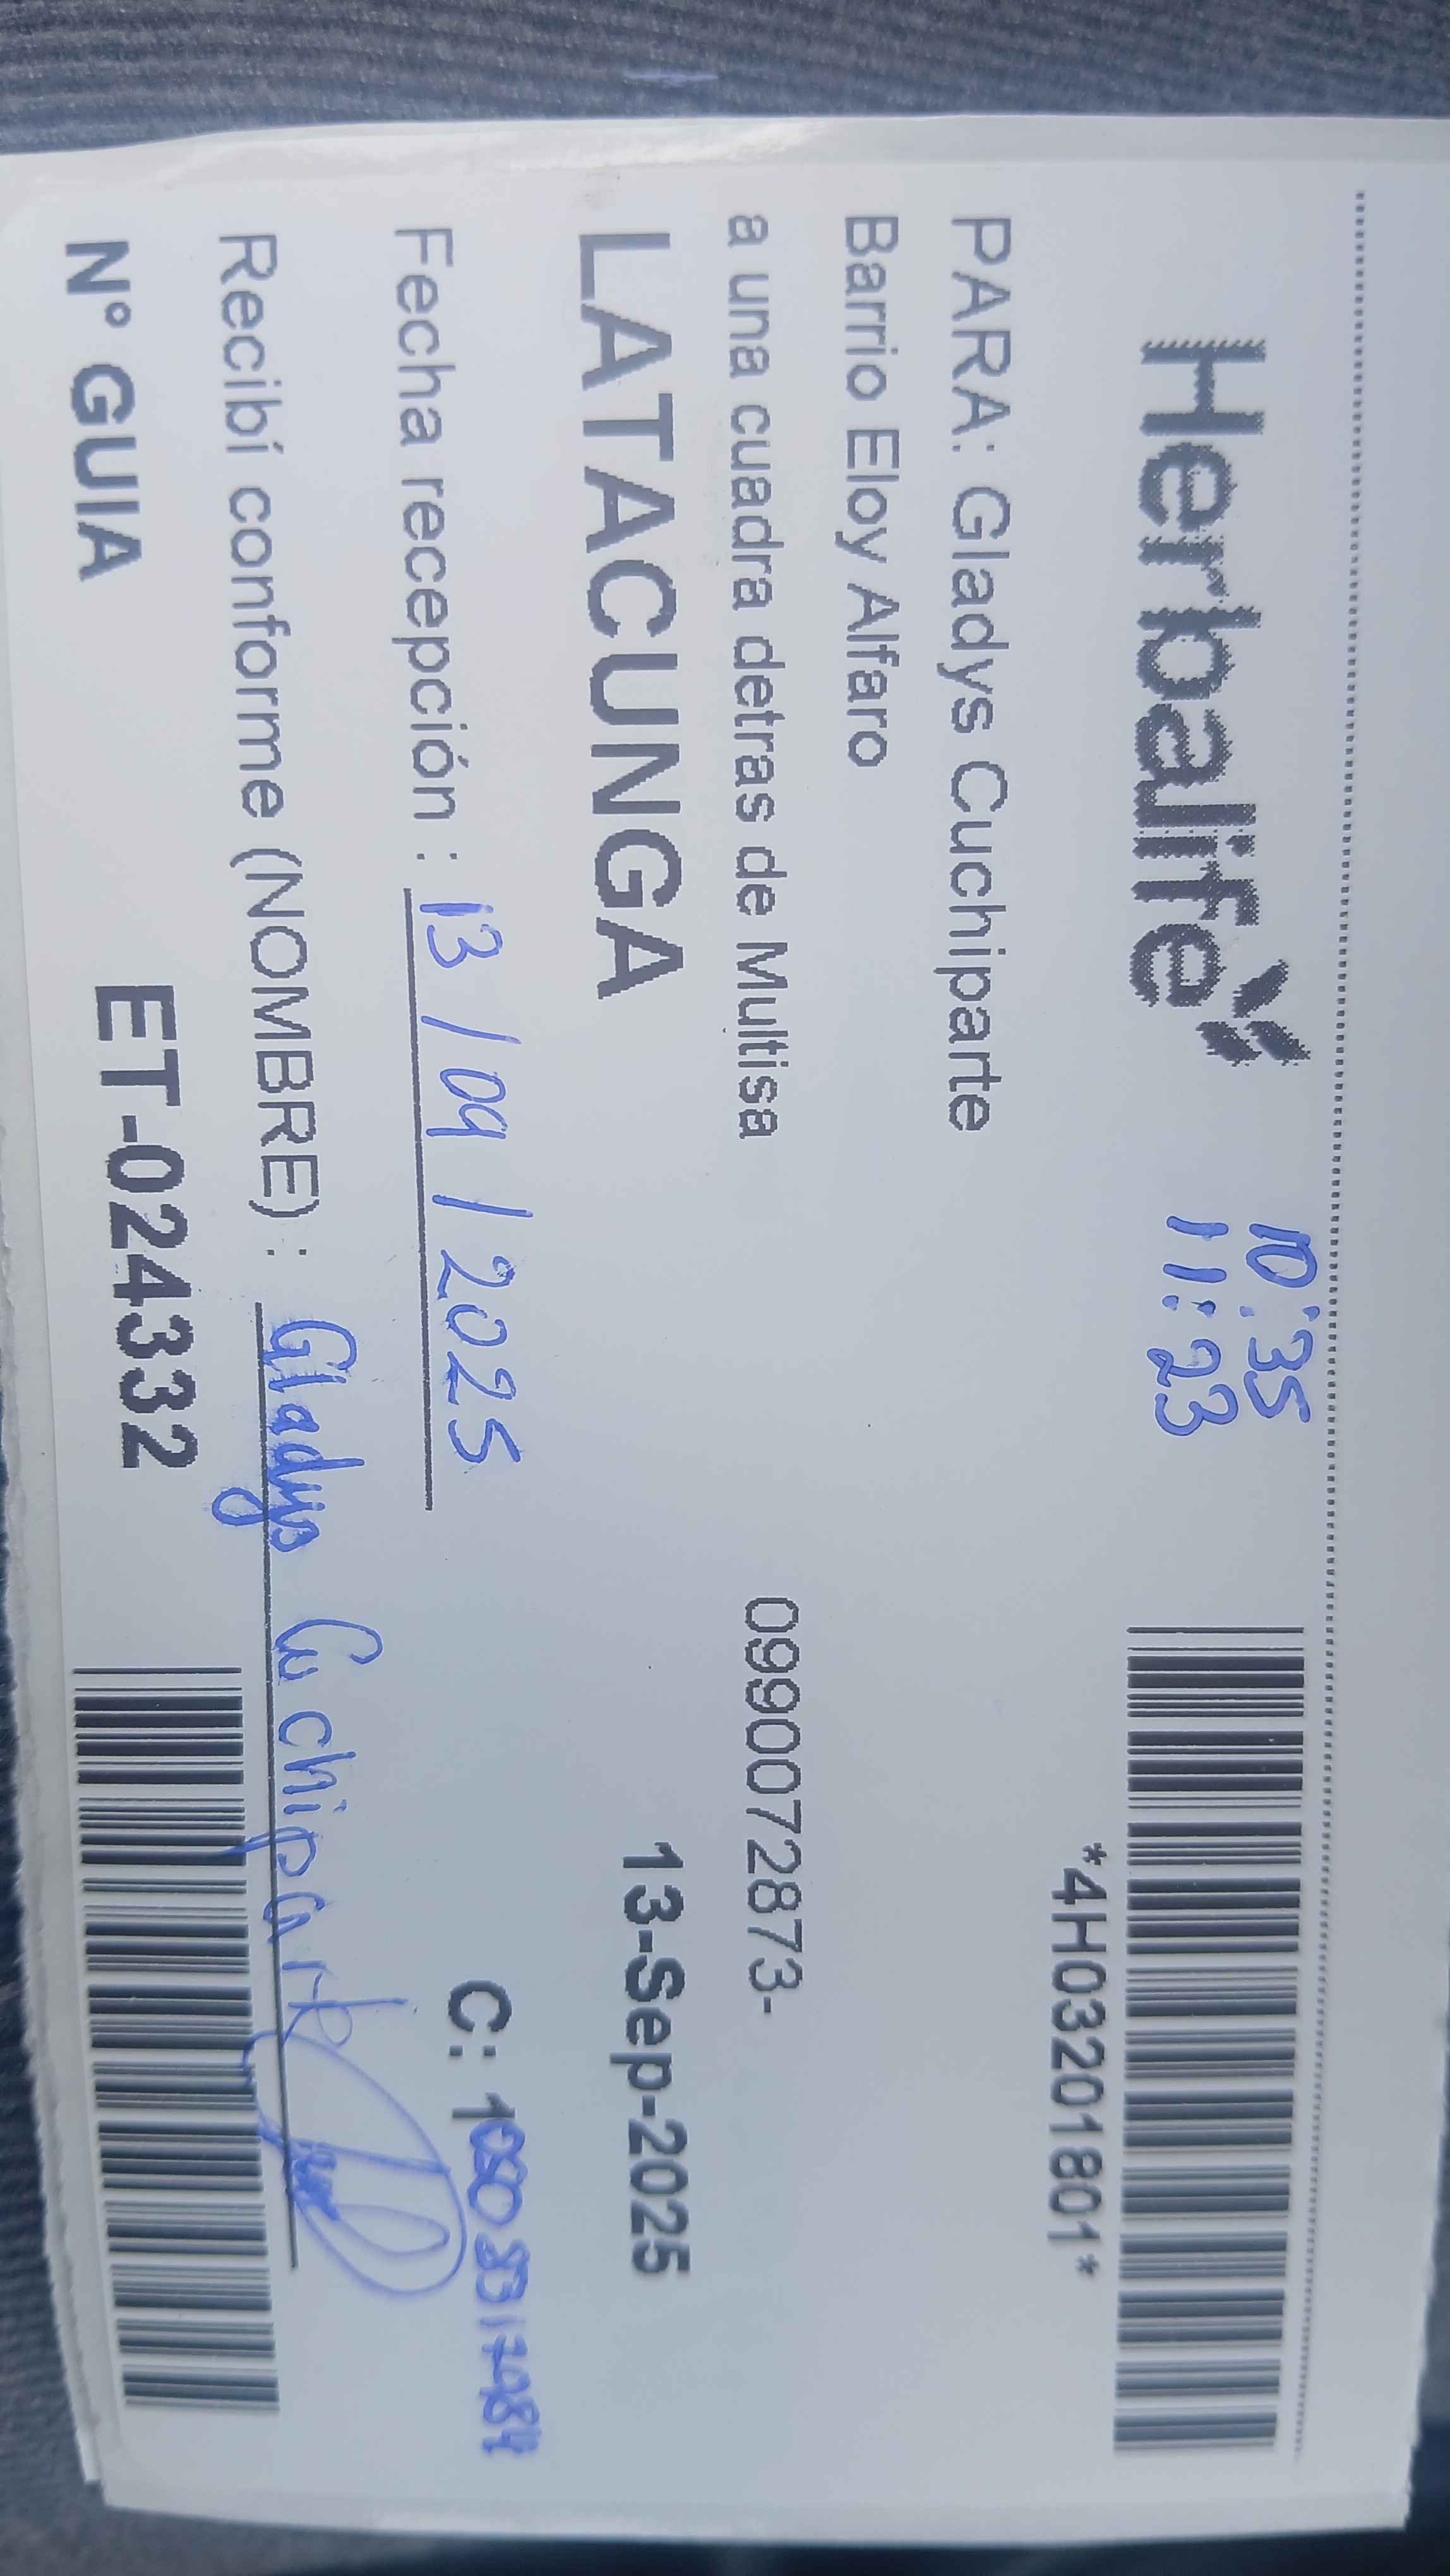 Herbalife
10:35
11:23
*4H03201801*
PARA: Gladys Cuchiparte
Barrio Eloy Alfaro
a una cuadra detras de Multisa 0990072873-
LATACUNGA 13-Sep-2025
Fecha recepción : 13/09/2025 C:
Recibí conforme (NOMBRE) : Gladys Cuchiparte
N° GUIA ET-024332